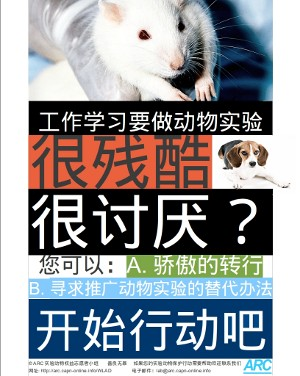 工作学习要做动物实验
很残酷
很讨厌？
您可以：A. 骄傲的转行
B. 寻求推广动物实验的替代办法
开始行动吧
ARC